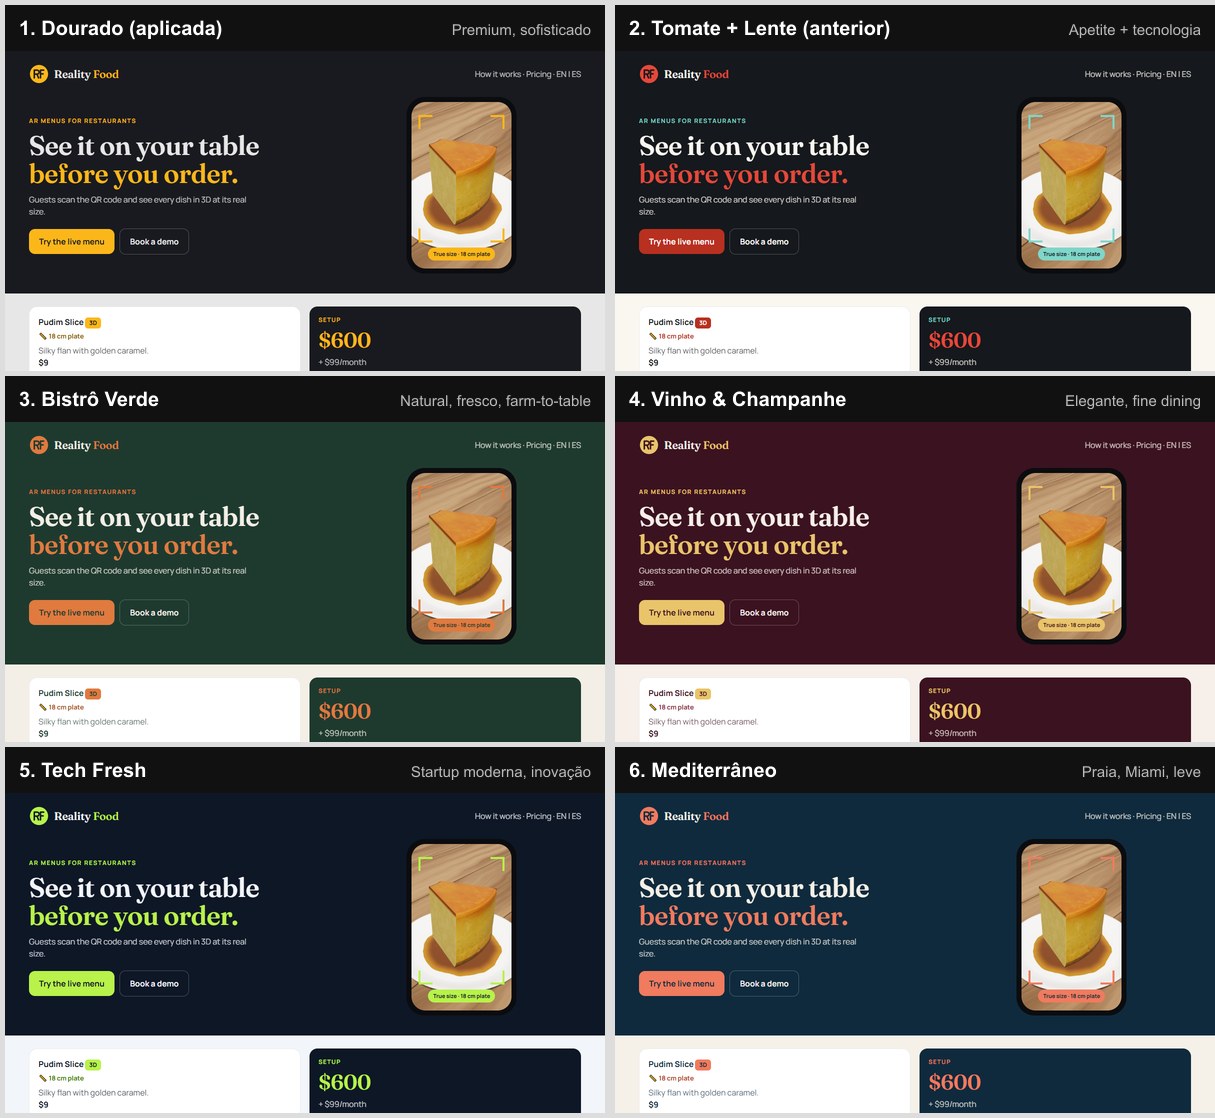 1. Dourado (aplicada)
Premium, sofisticado
RF Reality Food
How it works · Pricing · EN | ES
AR MENUS FOR RESTAURANTS
See it on your table
before you order.
Guests scan the QR code and see every dish in 3D at its real
size.
Try the live menu
Book a demo
True size · 18 cm plate
Pudim Slice 3D
18 cm plate
Silky flan with golden caramel.
$9
SETUP
$600
+ $99/month
2. Tomate + Lente (anterior)
Apetite + tecnologia
RF Reality Food
How it works · Pricing · EN | ES
AR MENUS FOR RESTAURANTS
See it on your table
before you order.
Guests scan the QR code and see every dish in 3D at its real
size.
Try the live menu
Book a demo
True size · 18 cm plate
Pudim Slice 3D
18 cm plate
Silky flan with golden caramel.
$9
SETUP
$600
+ $99/month
3. Bistrô Verde
Natural, fresco, farm-to-table
RF Reality Food
How it works · Pricing · EN | ES
AR MENUS FOR RESTAURANTS
See it on your table
before you order.
Guests scan the QR code and see every dish in 3D at its real
size.
Try the live menu
Book a demo
True size · 18 cm plate
Pudim Slice 3D
18 cm plate
Silky flan with golden caramel.
$9
SETUP
$600
+ $99/month
4. Vinho & Champanhe
Elegante, fine dining
RF Reality Food
How it works · Pricing · EN | ES
AR MENUS FOR RESTAURANTS
See it on your table
before you order.
Guests scan the QR code and see every dish in 3D at its real
size.
Try the live menu
Book a demo
True size · 18 cm plate
Pudim Slice 3D
18 cm plate
Silky flan with golden caramel.
$9
SETUP
$600
+ $99/month
5. Tech Fresh
Startup moderna, inovação
RF Reality Food
How it works · Pricing · EN | ES
AR MENUS FOR RESTAURANTS
See it on your table
before you order.
Guests scan the QR code and see every dish in 3D at its real
size.
Try the live menu
Book a demo
True size · 18 cm plate
Pudim Slice 3D
18 cm plate
Silky flan with golden caramel.
$9
SETUP
$600
+ $99/month
6. Mediterrâneo
Praia, Miami, leve
RF Reality Food
How it works · Pricing · EN | ES
AR MENUS FOR RESTAURANTS
See it on your table
before you order.
Guests scan the QR code and see every dish in 3D at its real
size.
Try the live menu
Book a demo
True size · 18 cm plate
Pudim Slice 3D
18 cm plate
Silky flan with golden caramel.
$9
SETUP
$600
+ $99/month